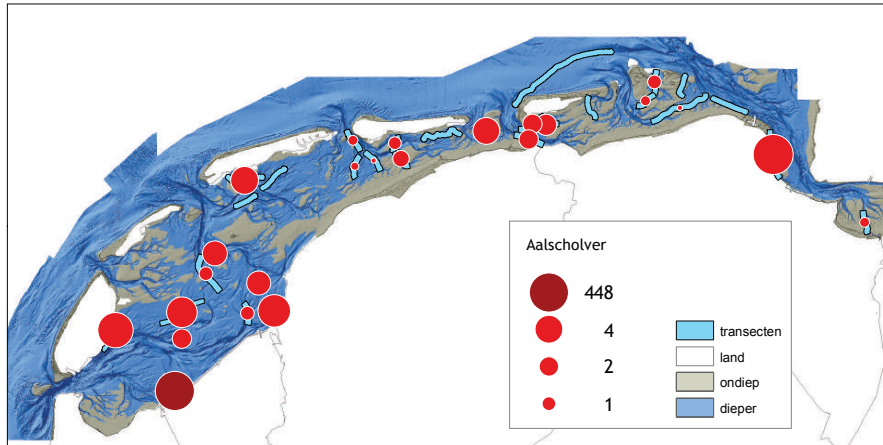 Aalscholver
448
4
2
1
transecten
land
ondiep
dieper